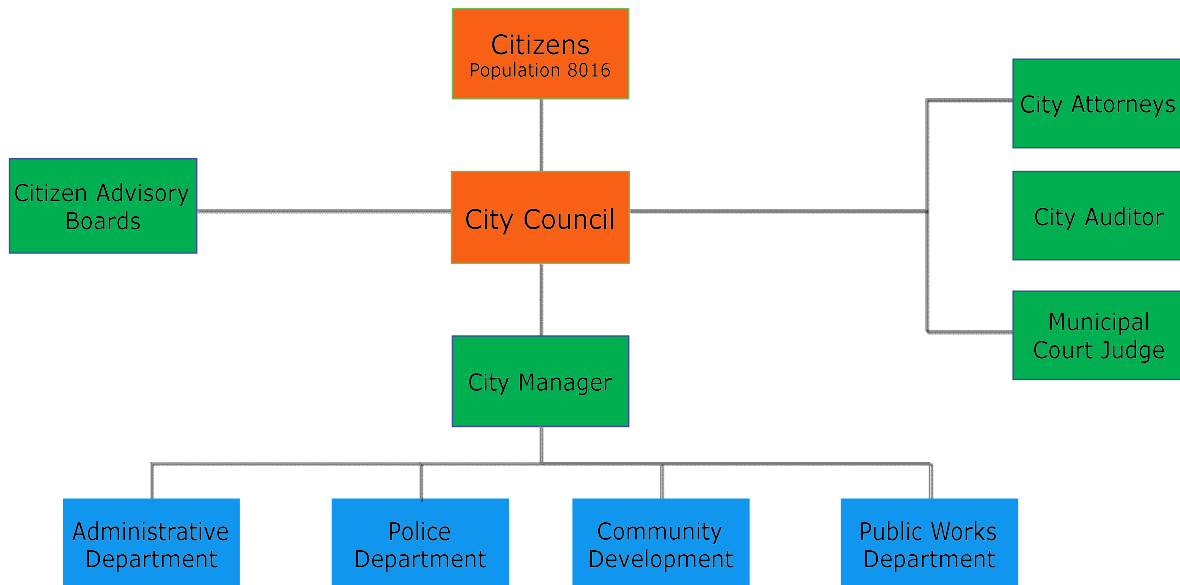 Citizens
Population 8016
City Attorneys
Citizen Advisory
Boards
City Council
City Auditor
Municipal
Court Judge
City Manager
Administrative
Department
Police
Department
Community
Development
Public Works
Department